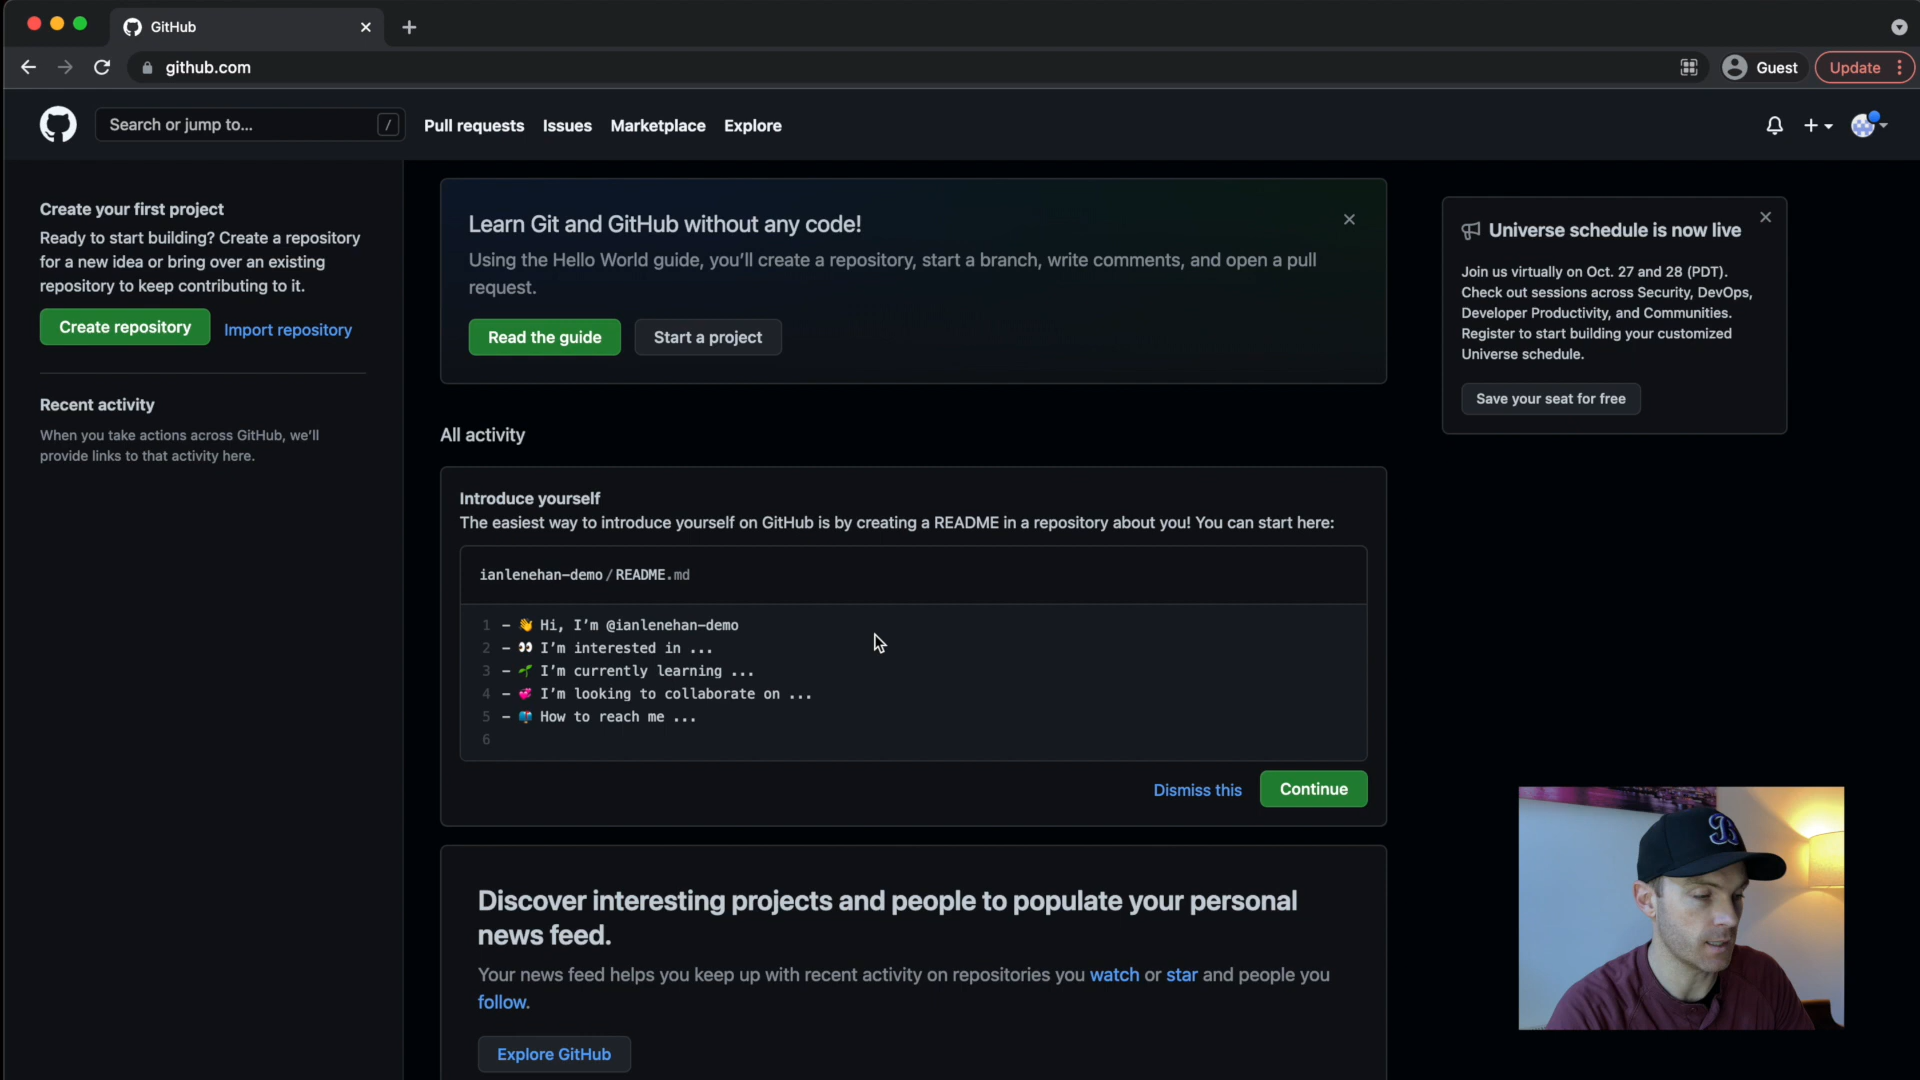 GitHub
github.com
Guest
Update
Search or jump to... /
Pull requests Issues Marketplace Explore
Create your first project
Ready to start building? Create a repository
for a new idea or bring over an existing
repository to keep contributing to it.
Create repository Import repository
Recent activity
When you take actions across GitHub, we'll
provide links to that activity here.
Learn Git and GitHub without any code!
Using the Hello World guide, you'll create a repository, start a branch, write comments, and open a pull
request.
Read the guide Start a project
All activity
Introduce yourself
The easiest way to introduce yourself on GitHub is by creating a README in a repository about you! You can start here:
ianlenehan-demo/README.md
1 - 👋 Hi, I'm @ianlenehan-demo
2 - 👀 I'm interested in ...
3 - 🌱 I'm currently learning ...
4 - 💞️ I'm looking to collaborate on ...
5 - 📫 How to reach me ...
6
Dismiss this Continue
Discover interesting projects and people to populate your personal
news feed.
Your news feed helps you keep up with recent activity on repositories you watch or star and people you
follow.
Explore GitHub
Universe schedule is now live
Join us virtually on Oct. 27 and 28 (PDT).
Check out sessions across Security, DevOps,
Developer Productivity, and Communities.
Register to start building your customized
Universe schedule.
Save your seat for free